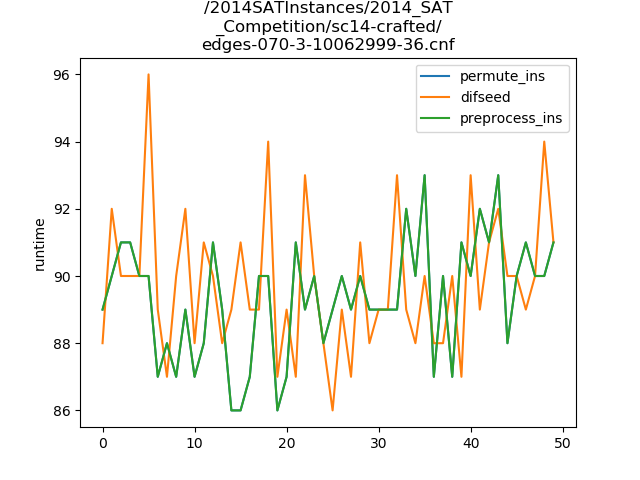 /2014SATInstances/2014_SAT
_Competition/sc14-crafted/
edges-070-3-10062999-36.cnf
permute_ins
difseed
preprocess_ins
runtime
96
94
92
90
88
86
0
10
20
30
40
50